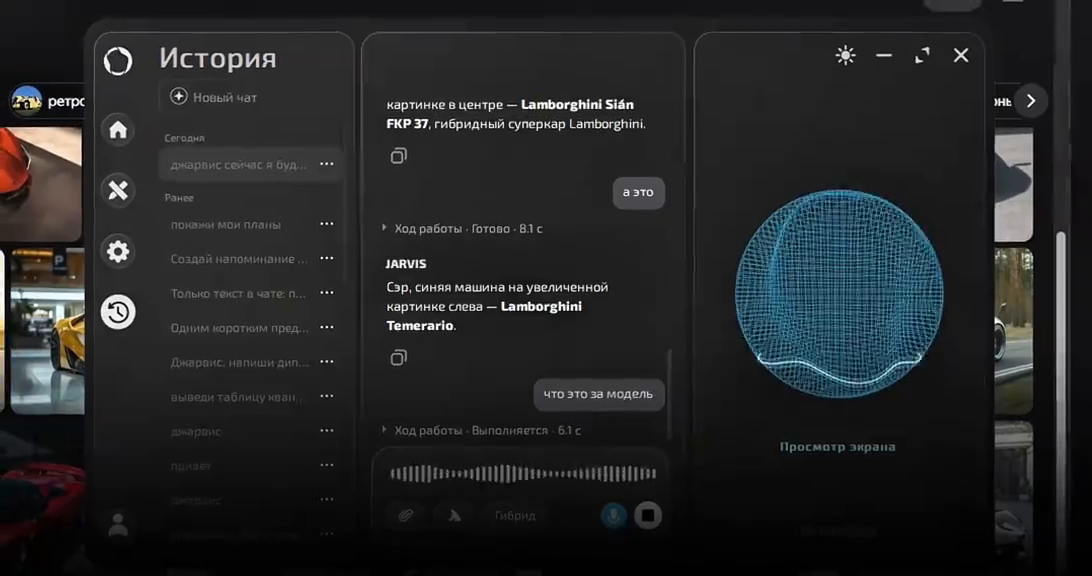 История
Новый чат
Сегодня
джарвис сейчас я буд...
Ранее
покажи мои планы
Создай напоминание ...
Только текст в чате: п...
Одним коротким пред...
Джарвис, напиши дип...
выведи таблицу кван...
джарвис
привет
джарвис
картинке в центре — Lamborghini Sián
FKP 37, гибридный суперкар Lamborghini.
а это
Ход работы · Готово · 8.1 с
JARVIS
Сэр, синяя машина на увеличенной
картинке слева — Lamborghini
Temerario.
что это за модель
Ход работы · Выполняется · 6.1 с
Гибрид
Просмотр экрана
ретро
P